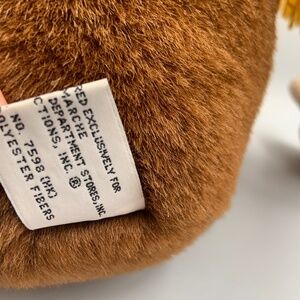 RED EXCLUSIVELY FOR
MARCHE
DEPARTMENT STORES, INC.
CTIONS, INC. ®
NO. 7598 (HK)
OLYESTER FIBERS